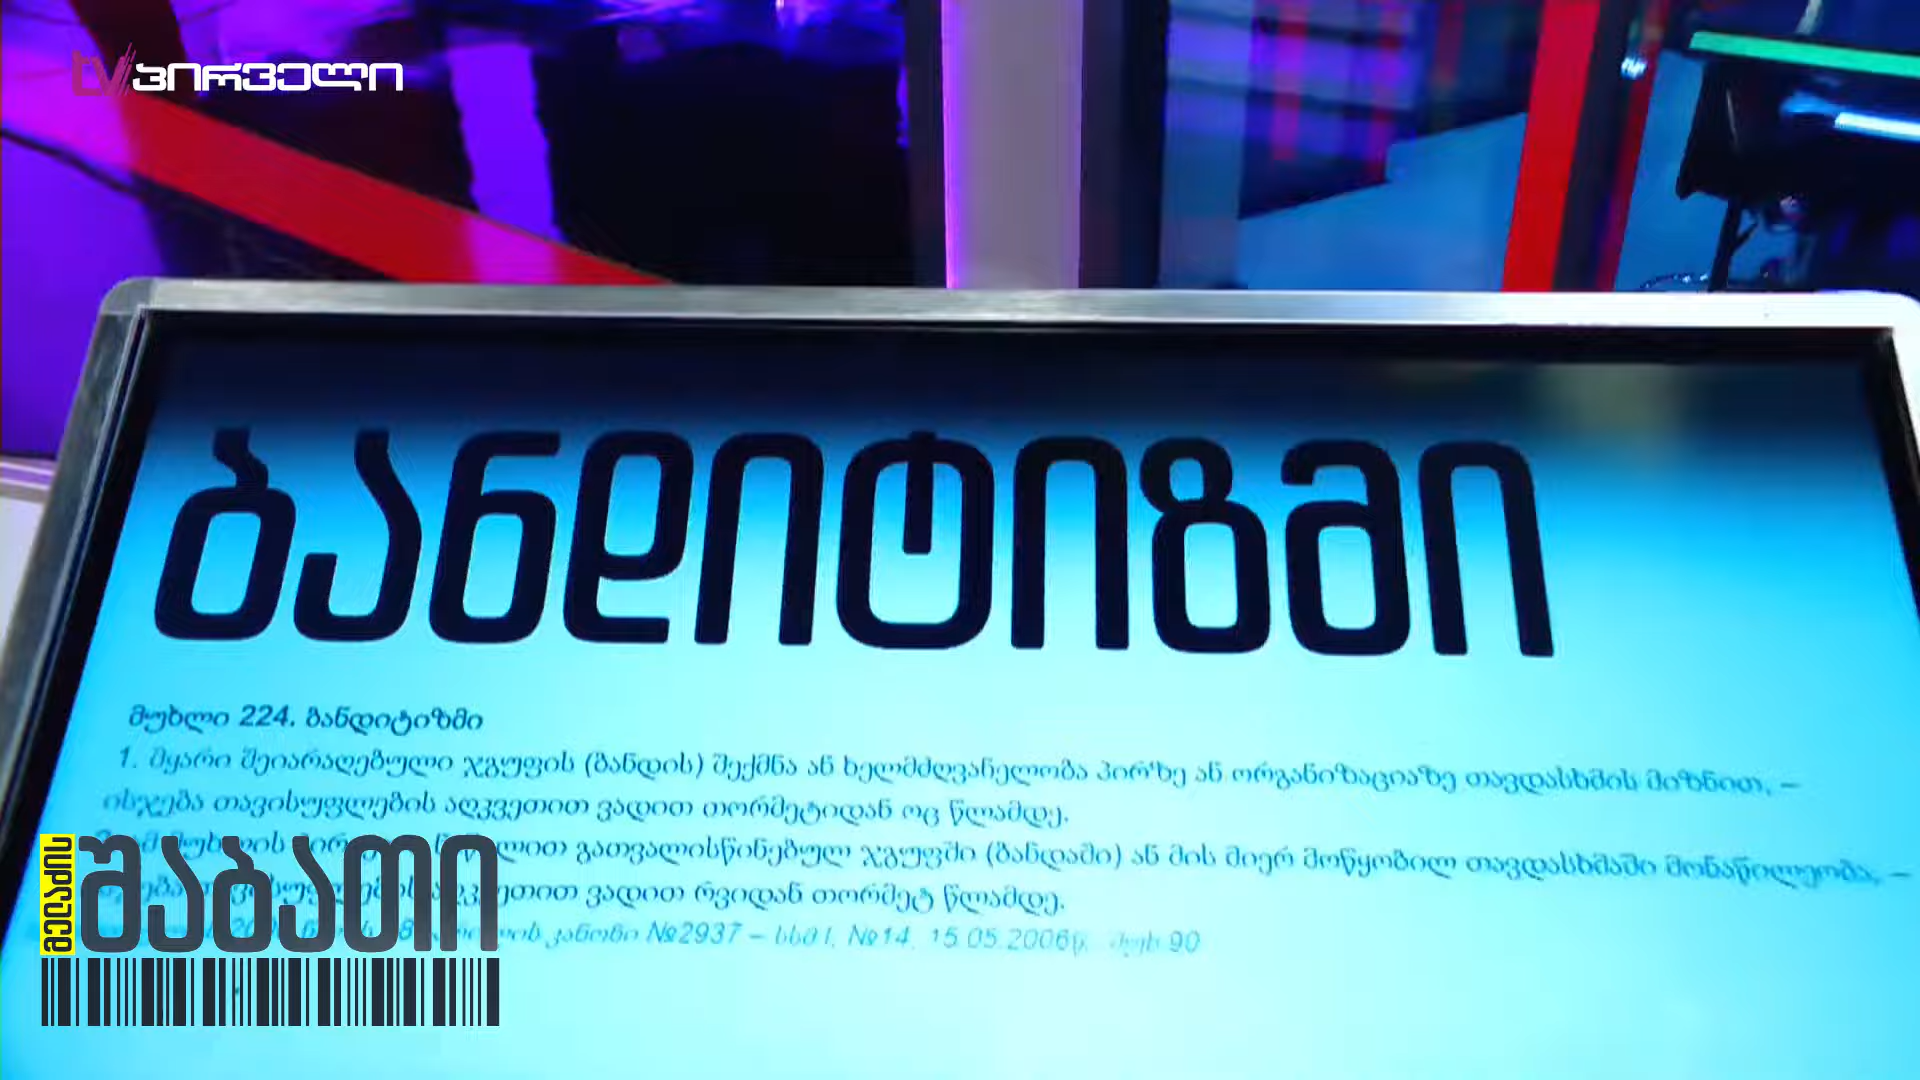 tv პირველი
ბანდიტიზმი
მუხლი 224. ბანდიტიზმი
1. მყარი შეიარაღებული ჯგუფის (ბანდის) შექმნა ან ხელმძღვანელობა პირზე ან ორგანიზაციაზე თავდასხმის მიზნით, –
ისჯება თავისუფლების აღკვეთით ვადით თორმეტიდან ოც წლამდე.
გათვალისწინებულ ჯგუფში (ბანდაში) ან მის მიერ მოწყობილ თავდასხმაში მონაწილეობა, –
ვადით რვიდან თორმეტ წლამდე.
კანონი №2937 – სსმ I, №14, 15.05.2006წ., მუხ.90
მელაძის
შაბათი